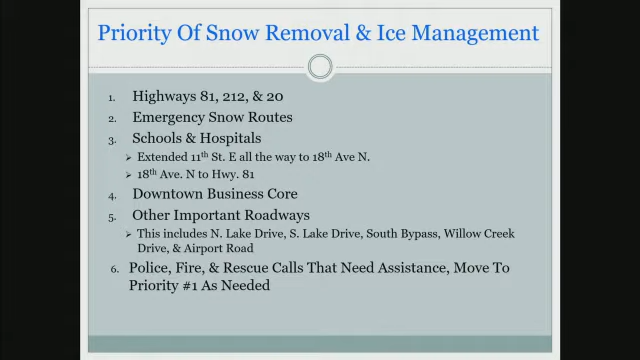 Priority Of Snow Removal & Ice Management
1. Highways 81, 212, & 20
2. Emergency Snow Routes
3. Schools & Hospitals
➢ Extended 11th St. E all the way to 18th Ave N.
➢ 18th Ave. N to Hwy. 81
4. Downtown Business Core
5. Other Important Roadways
➢ This includes N. Lake Drive, S. Lake Drive, South Bypass, Willow Creek
Drive, & Airport Road
6. Police, Fire, & Rescue Calls That Need Assistance, Move To
Priority #1 As Needed